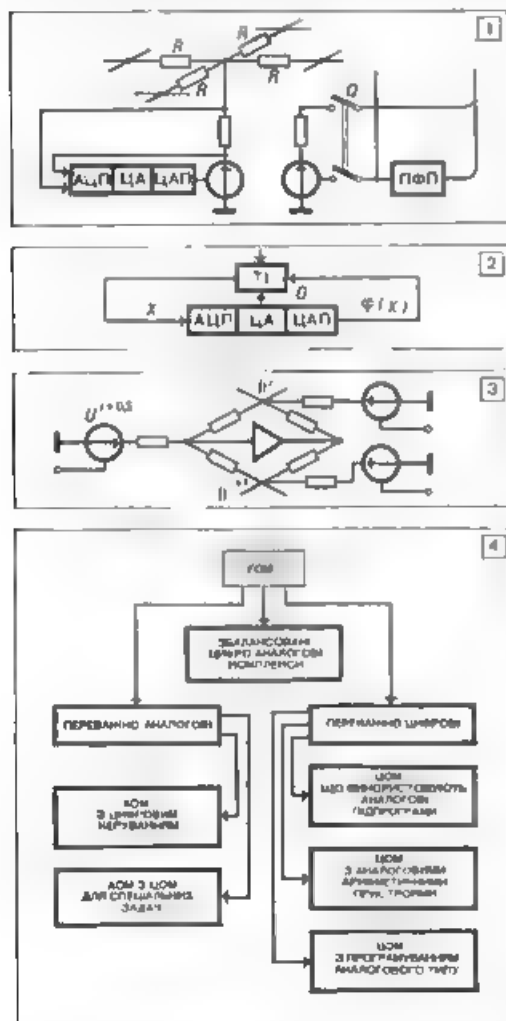 1
R
R
R
R
Q
АЦП ЦА ЦАП
ПФП
2
X
Q
φ(X)
АЦП ЦА ЦАП
3
4
ГОМ
ЗБАЛАНСОВАНІ
ЦИФРО АНАЛОГОВІ
КОМПЛЕКСИ
ПЕРЕВАЖНО АНАЛОГОВІ
ПЕРЕВАЖНО ЦИФРОВІ
АОМ
З ЦИФРОВИМ
КЕРУВАННЯМ
ЦОМ
ЩО ВИКОРИСТОВУЮТЬ
АНАЛОГОВІ
ПІДПРОГРАМИ
АОМ З ЦОМ
ДЛЯ СПЕЦІАЛЬНИХ
ЗАДАЧ
ЦОМ
З АНАЛОГОВИМИ
АРИФМЕТИЧНИМИ
ПРИСТРОЯМИ
ЦОМ
З ПРОГРАМУВАННЯМ
АНАЛОГОВОГО ТИПУ